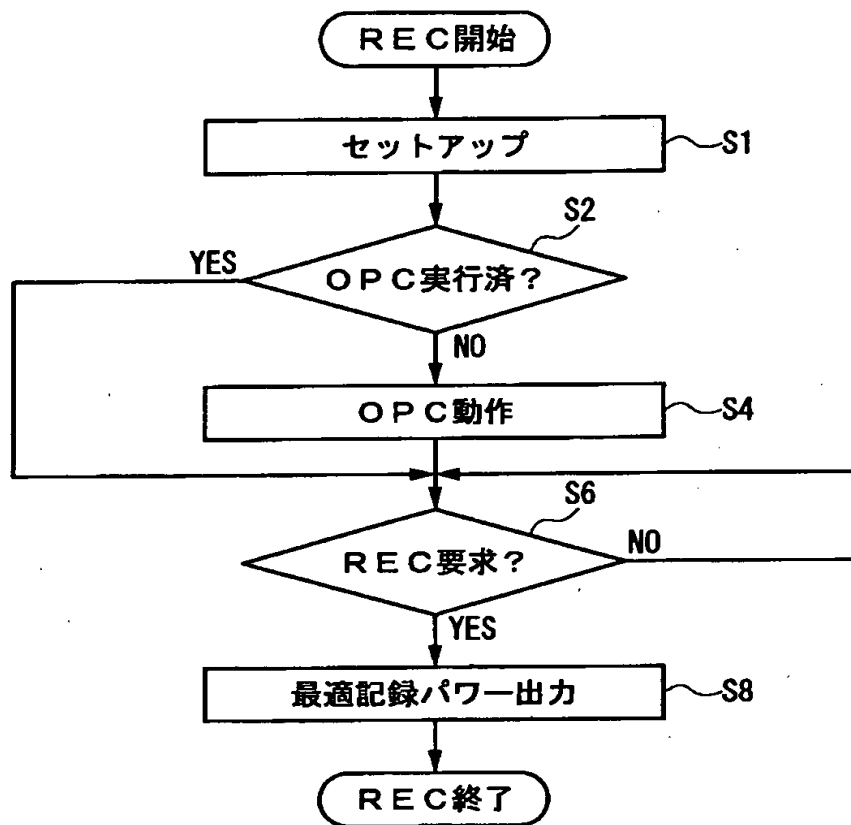 REC開始
セットアップ
S1
S2
YES
OPC実行済?
NO
OPC動作
S4
S6
REC要求?
NO
YES
最適記録パワー出力
S8
REC終了